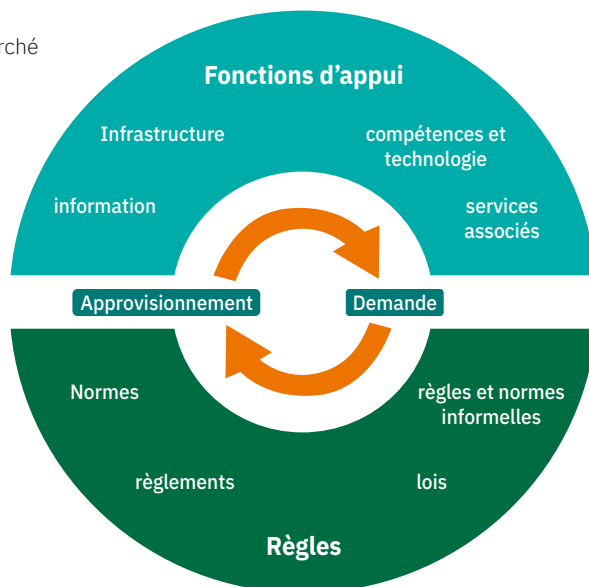 rché
Fonctions d'appui
Infrastructure
compétences et
technologie
information
services
associés
Approvisionnement
Demande
Normes
règles et normes
informelles
règlements
lois
Règles